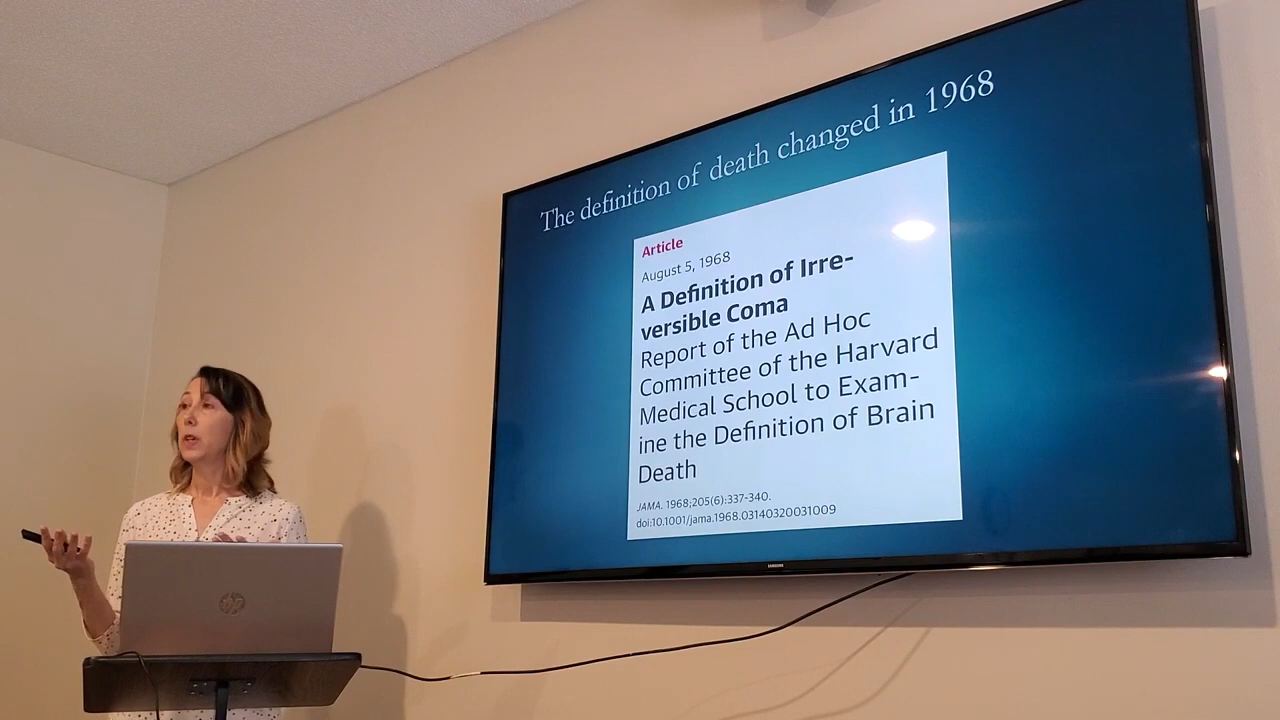 The definition of death changed in 1968
Article
August 5, 1968
A Definition of Irre-
versible Coma
Report of the Ad Hoc
Committee of the Harvard
Medical School to Exam-
ine the Definition of Brain
Death
JAMA. 1968;205(6):337-340.
doi:10.1001/jama.1968.03140320031009
SAMSUNG
hp